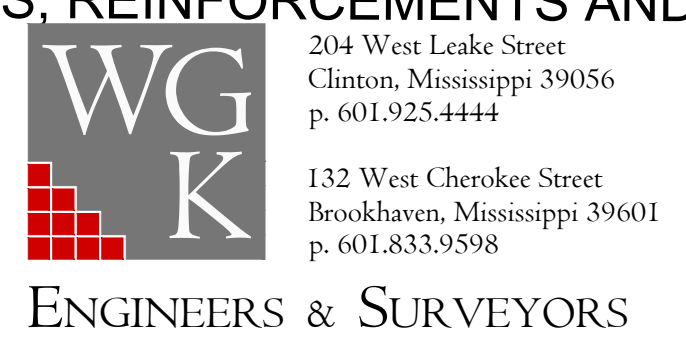 S, REINFORCEMENTS AND
WG
K
204 West Leake Street
Clinton, Mississippi 39056
p. 601.925.4444
132 West Cherokee Street
Brookhaven, Mississippi 39601
p. 601.833.9598
ENGINEERS & SURVEYORS